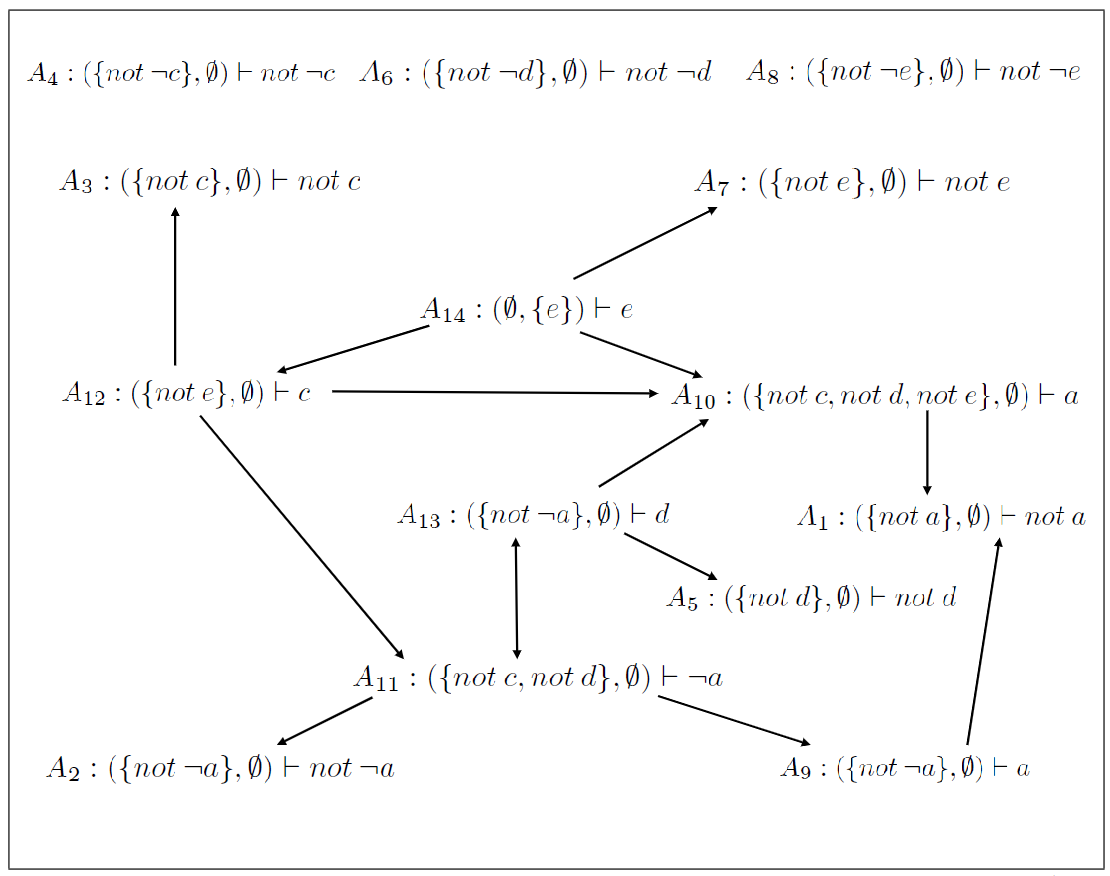 A₄ : ({not ¬c}, ∅) ⊢ not ¬c A₆ : ({not ¬d}, ∅) ⊢ not ¬d A₈ : ({not ¬e}, ∅) ⊢ not ¬e
A₃ : ({not c}, ∅) ⊢ not c A₇ : ({not e}, ∅) ⊢ not e
A₁₄ : (∅, {e}) ⊢ e
A₁₂ : ({not e}, ∅) ⊢ c A₁₀ : ({not c, not d, not e}, ∅) ⊢ a
A₁₃ : ({not ¬a}, ∅) ⊢ d A₁ : ({not a}, ∅) ⊢ not a
A₅ : ({not d}, ∅) ⊢ not d
A₁₁ : ({not c, not d}, ∅) ⊢ ¬a
A₂ : ({not ¬a}, ∅) ⊢ not ¬a A₉ : ({not ¬a}, ∅) ⊢ a